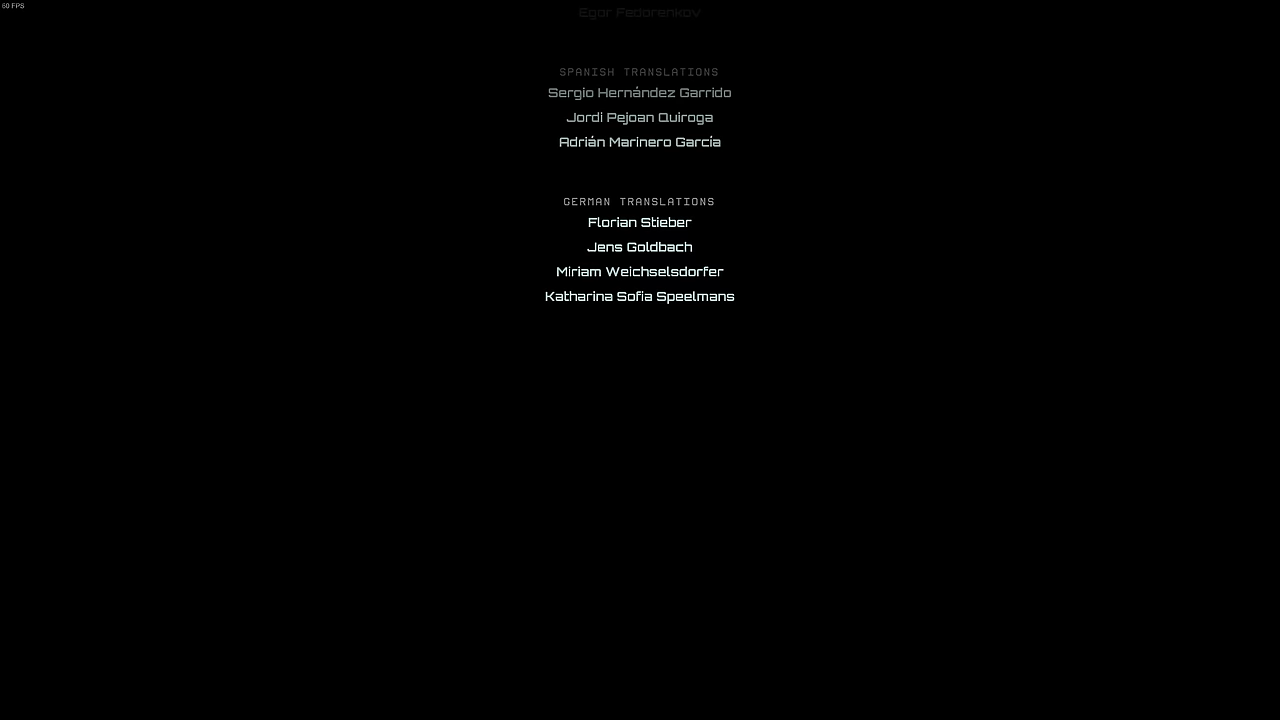 60 FPS
Egor Fedorenkov
SPANISH TRANSLATIONS
Sergio Hernández Garrido
Jordi Pejoan Quiroga
Adrián Marinero García
GERMAN TRANSLATIONS
Florian Stieber
Jens Goldbach
Miriam Weichselsdorfer
Katharina Sofia Speelmans